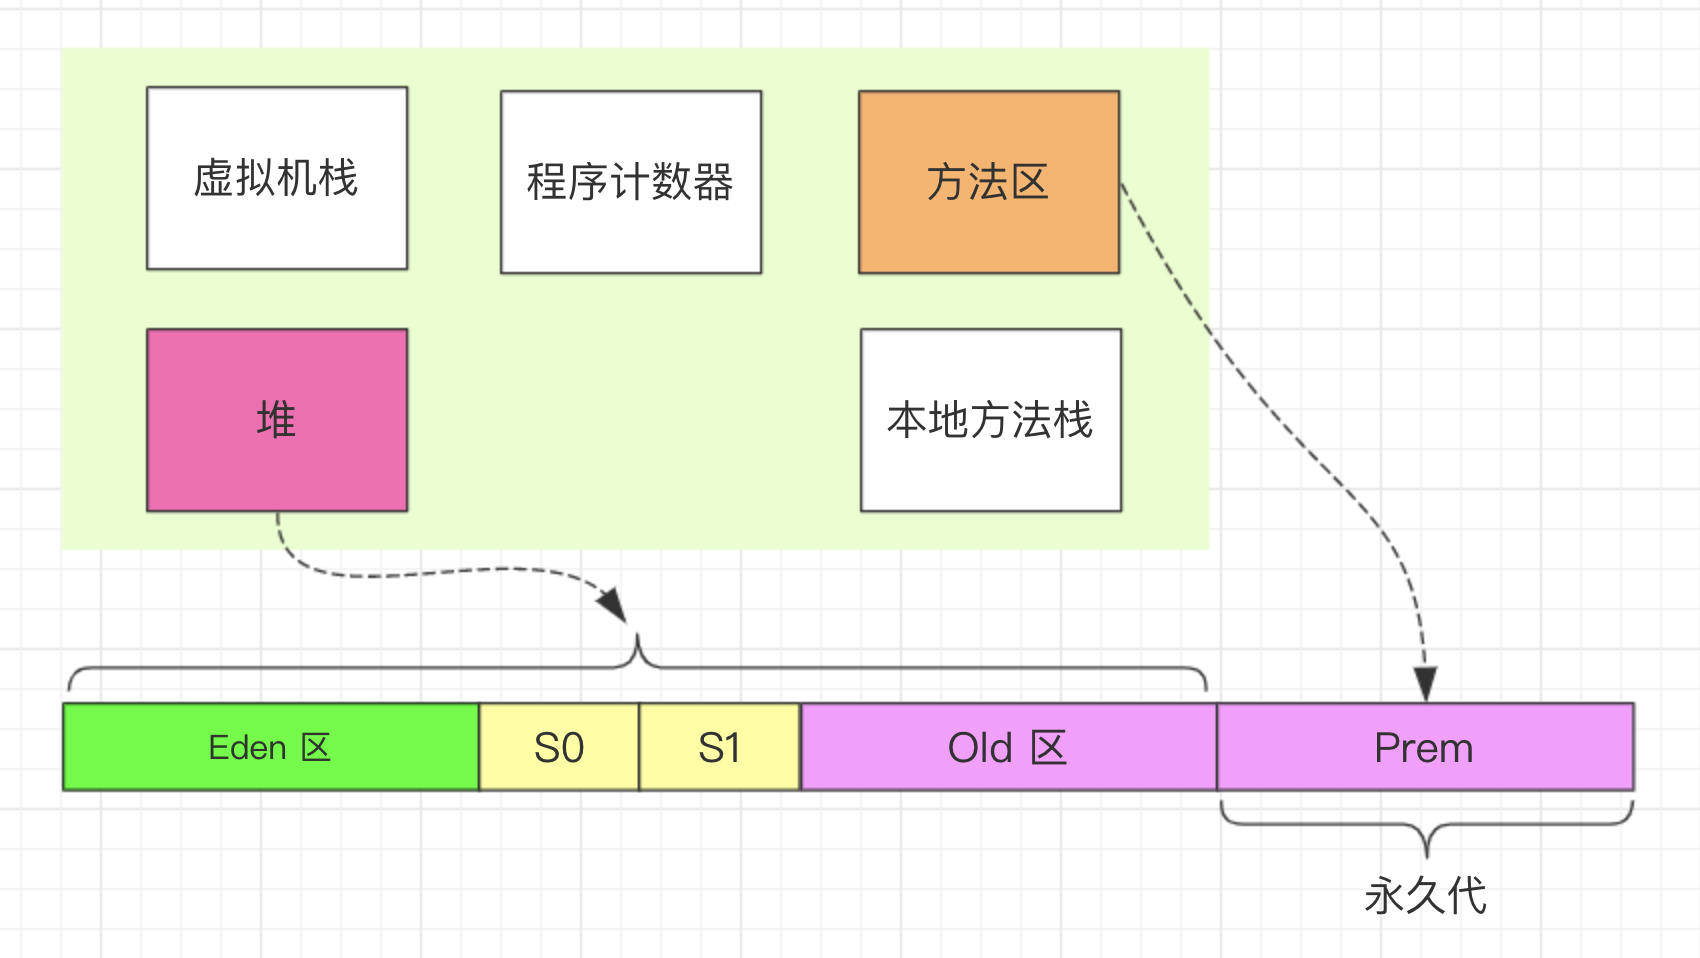 虚拟机栈
程序计数器
方法区
堆
本地方法栈
Eden 区
S0
S1
Old 区
Prem
永久代